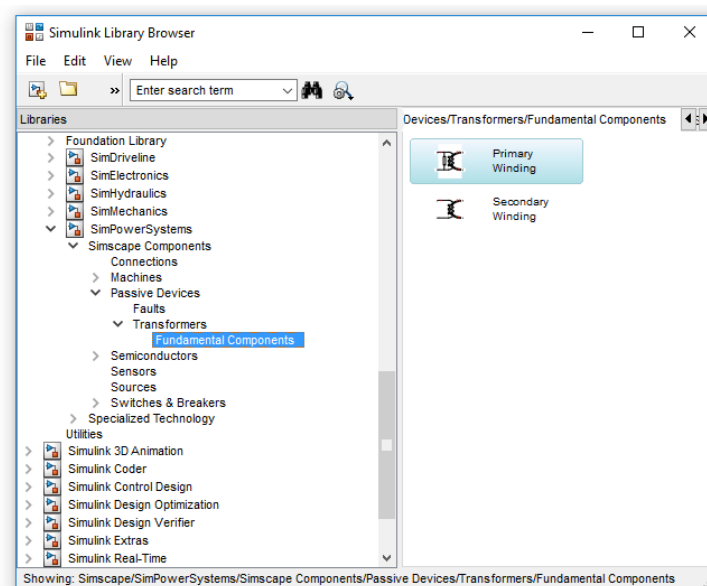 Simulink Library Browser
File Edit View Help
» Enter search term
Libraries
Foundation Library
SimDriveline
SimElectronics
SimHydraulics
SimMechanics
SimPowerSystems
Simscape Components
Connections
Machines
Passive Devices
Faults
Transformers
Fundamental Components
Semiconductors
Sensors
Sources
Switches & Breakers
Specialized Technology
Utilities
Simulink 3D Animation
Simulink Coder
Simulink Control Design
Simulink Design Optimization
Simulink Design Verifier
Simulink Extras
Simulink Real-Time
Devices/Transformers/Fundamental Components
Primary
Winding
Secondary
Winding
Showing: Simscape/SimPowerSystems/Simscape Components/Passive Devices/Transformers/Fundamental Components